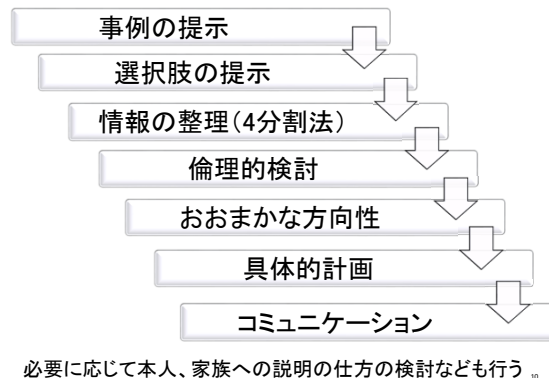 事例の提示
選択肢の提示
情報の整理(4分割法)
倫理的検討
おおまかな方向性
具体的計画
コミュニケーション
必要に応じて本人、家族への説明の仕方の検討なども行う